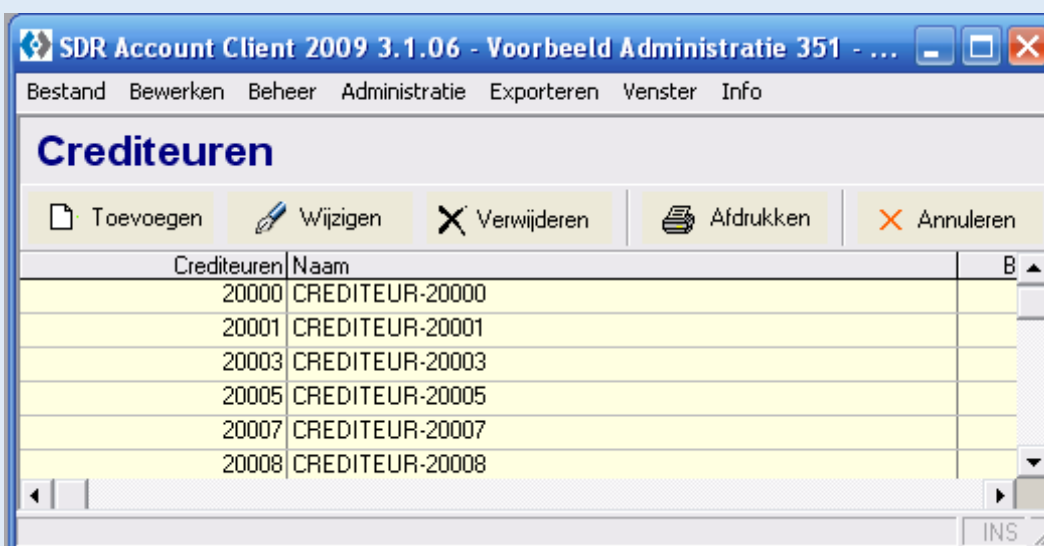 SDR Account Client 2009 3.1.06 - Voorbeeld Administratie 351 - ...
Bestand Bewerken Beheer Administratie Exporteren Venster Info
Crediteuren
Toevoegen Wijzigen Verwijderen Afdrukken Annuleren
Crediteuren Naam B
20000 CREDITEUR-20000
20001 CREDITEUR-20001
20003 CREDITEUR-20003
20005 CREDITEUR-20005
20007 CREDITEUR-20007
20008 CREDITEUR-20008
INS